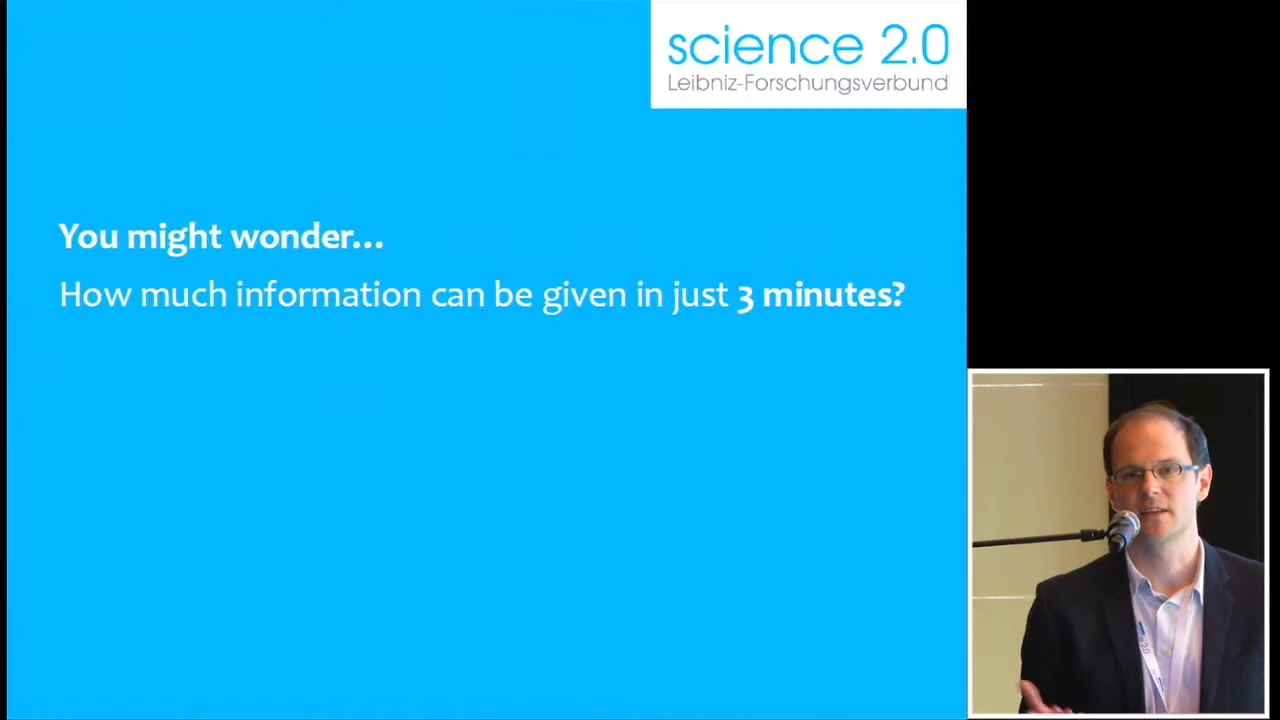 science 2.0
Leibniz-Forschungsverbund
You might wonder...
How much information can be given in just 3 minutes?